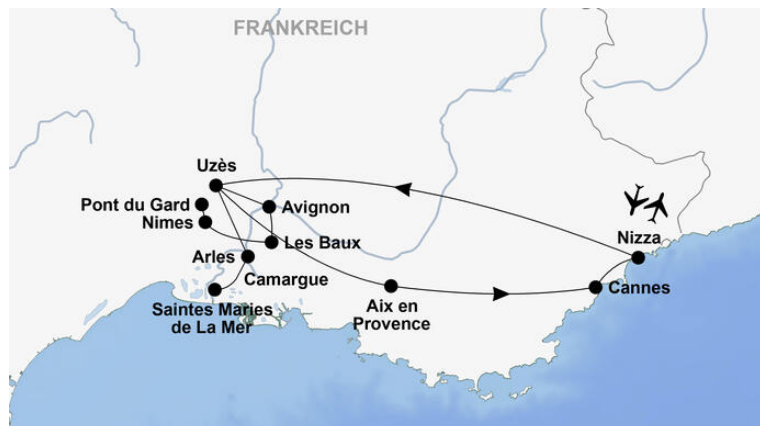 FRANKREICH
Uzès
Pont du Gard
Avignon
Nimes
Les Baux
Nizza
Arles
Camargue
Cannes
Saintes Maries
de La Mer
Aix en
Provence